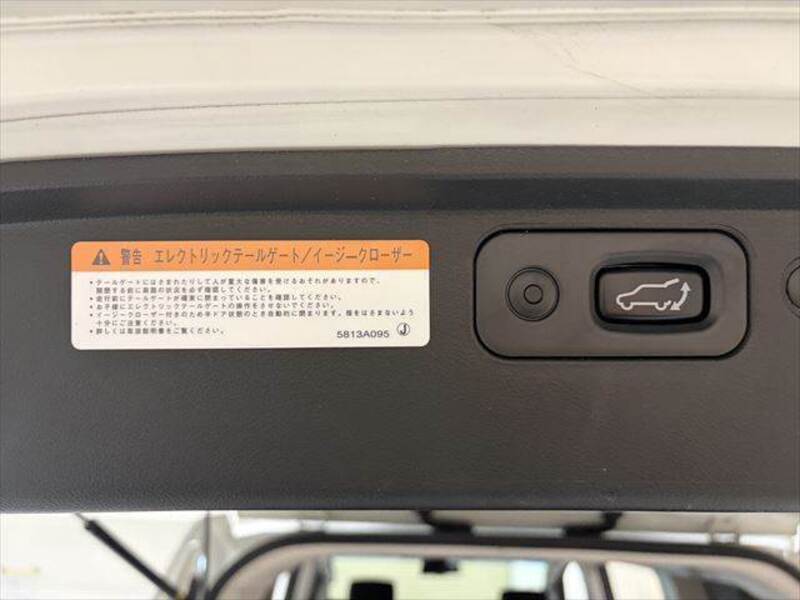 警告 エレクトリックテールゲート/イージークローザー
•テールゲートにはさまれたりして人が重大な傷害を受けるおそれがありますので、
開閉する前に周囲の状況を必ず確認してください。
•走行前にテールゲートが確実に閉まっていることを確認してください。
•お子様にエレクトリックテールゲートの操作をさせないでください。
•イージークローザー付きのため半ドア状態のとき自動的に閉まります。指をはさまないよう
十分にご注意ください。
•詳しくは取扱説明書をご覧ください。
5813A095 J